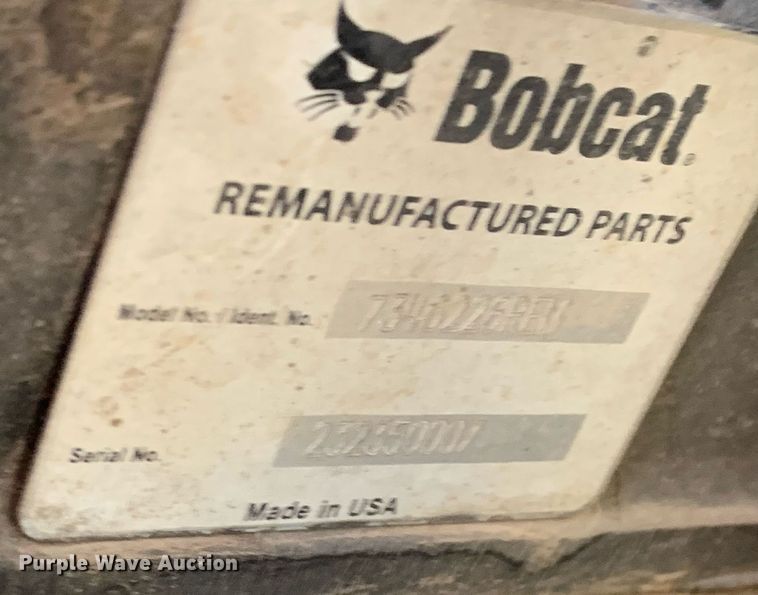 Bobcat®
REMANUFACTURED PARTS
Model No. / Ident. No.
Serial No.
Made in USA
Purple Wave Auction